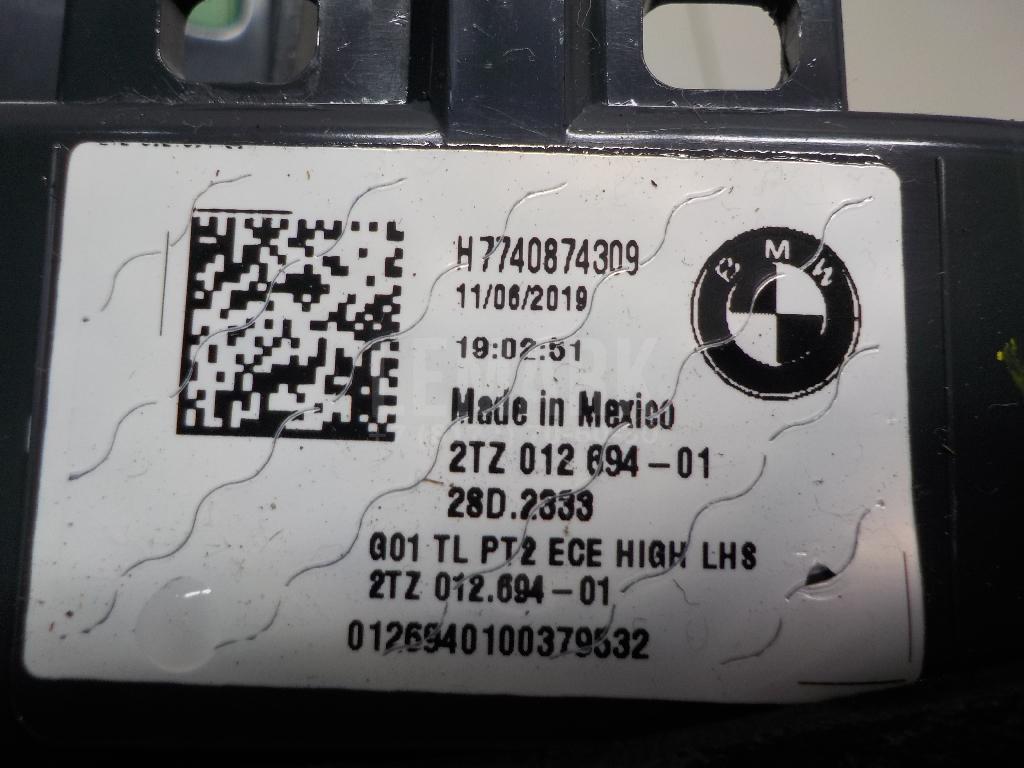 H7740874309
11/06/2019
19:02:51
BMW
Made in Mexico
2TZ 012 694-01
28D.2333
G01 TL PT2 ECE HIGH LHS
2TZ 012.694-01
0126940100379532